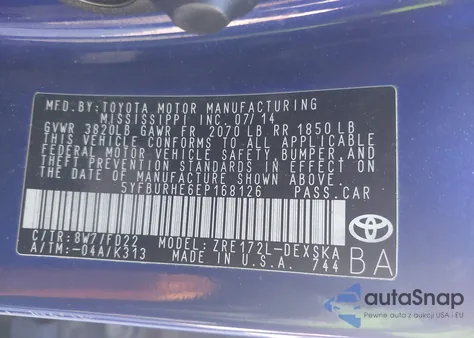 MFD.BY:TOYOTA MOTOR MANUFACTURING
MISSISSIPPI INC.07/14
GVWR 3820LB GAWR FR 2070 LB RR 1850 LB
THIS VEHICLE CONFORMS TO ALL APPLICABLE
FEDERAL MOTOR VEHICLE SAFETY, BUMPER, AND
THEFT PREVENTION STANDARDS IN EFFECT ON
THE DATE OF MANUFACTURE SHOWN ABOVE.
5YFBURHE6EP168126 PASS.CAR
C/TR:8W7/FD22 MODEL:ZRE172L-DEXSKA
A/TM:-04A/K313 MADE IN U.S.A. 744
TOYOTA
BA
autoSnap
Pewne auto z aukcji USA i EU